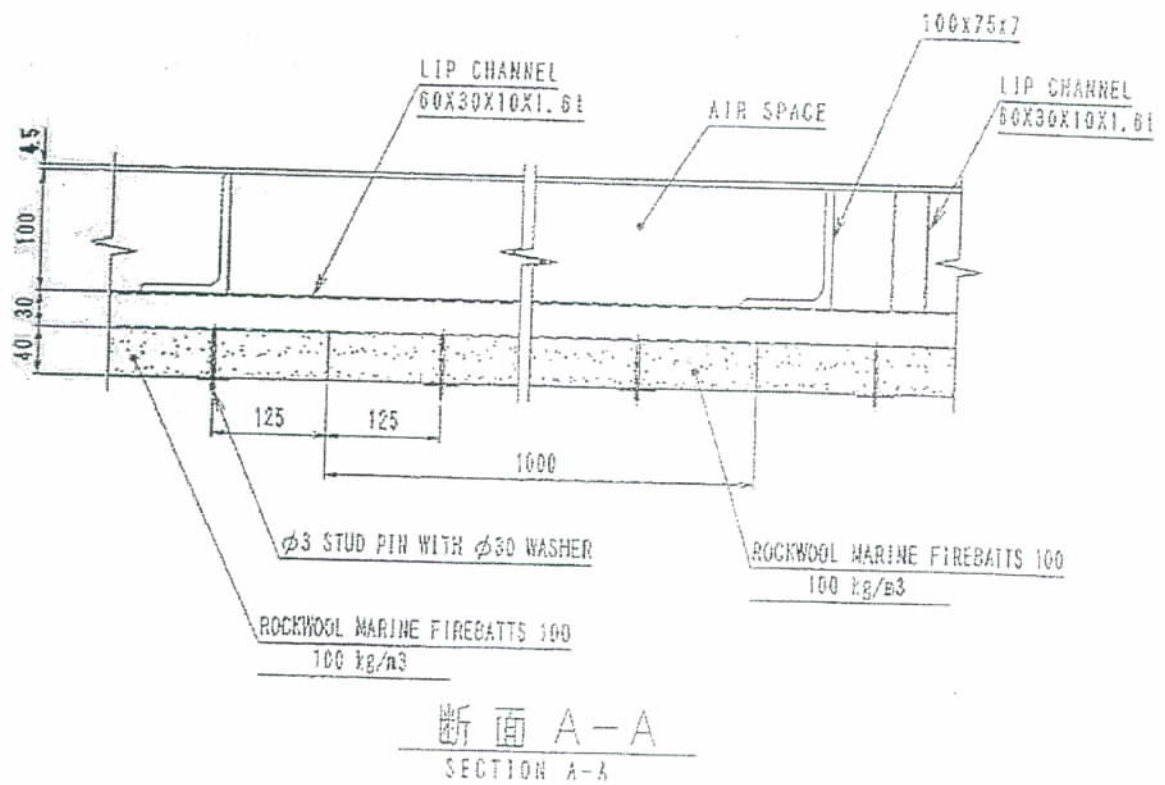 100x75x7
LIP CHANNEL
60X30X10X1.6t
AIR SPACE
LIP CHANNEL
60X30X10X1.6t
4.5
100
30
40
125
125
1000
φ3 STUD PIN WITH φ30 WASHER
ROCKWOOL MARINE FIREBATTS 100
100 kg/m3
ROCKWOOL MARINE FIREBATTS 100
100 kg/m3
断面 A-A
SECTION A-A